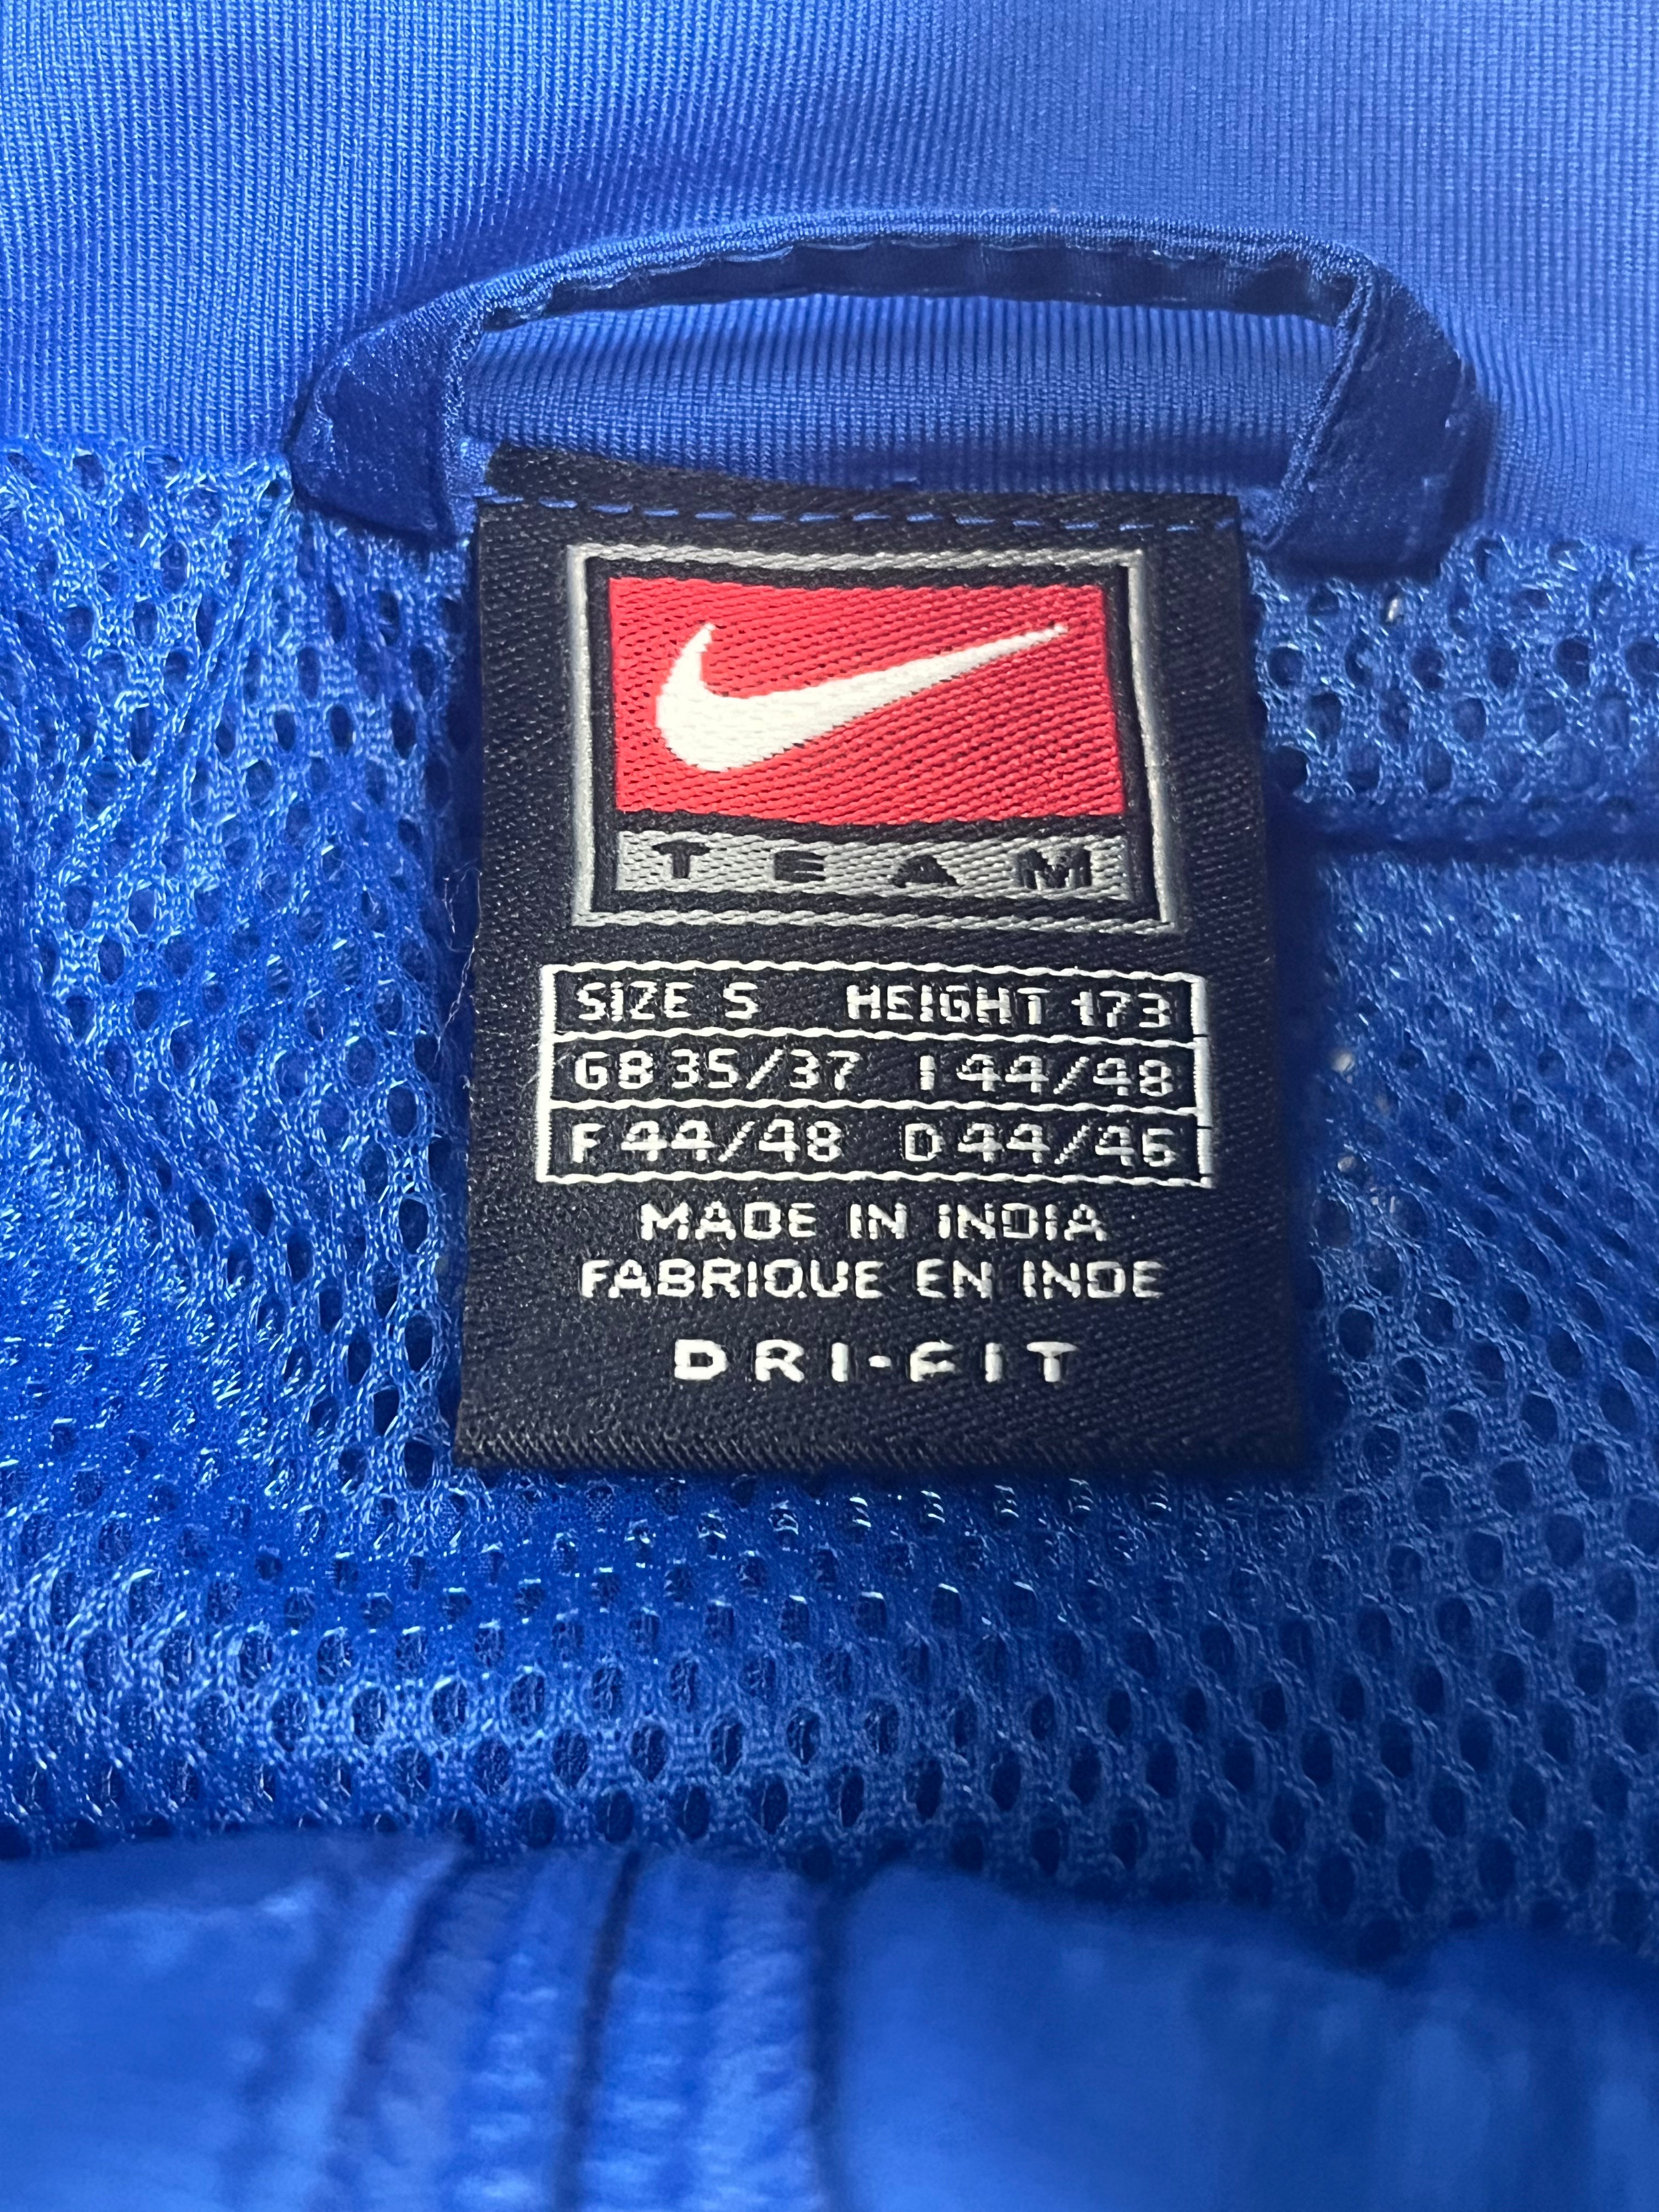 TEAM
SIZE S HEIGHT 173
GB 35/37 I 44/48
F 44/48 D 44/46
MADE IN INDIA
FABRIQUE EN INDE
DRI-FIT